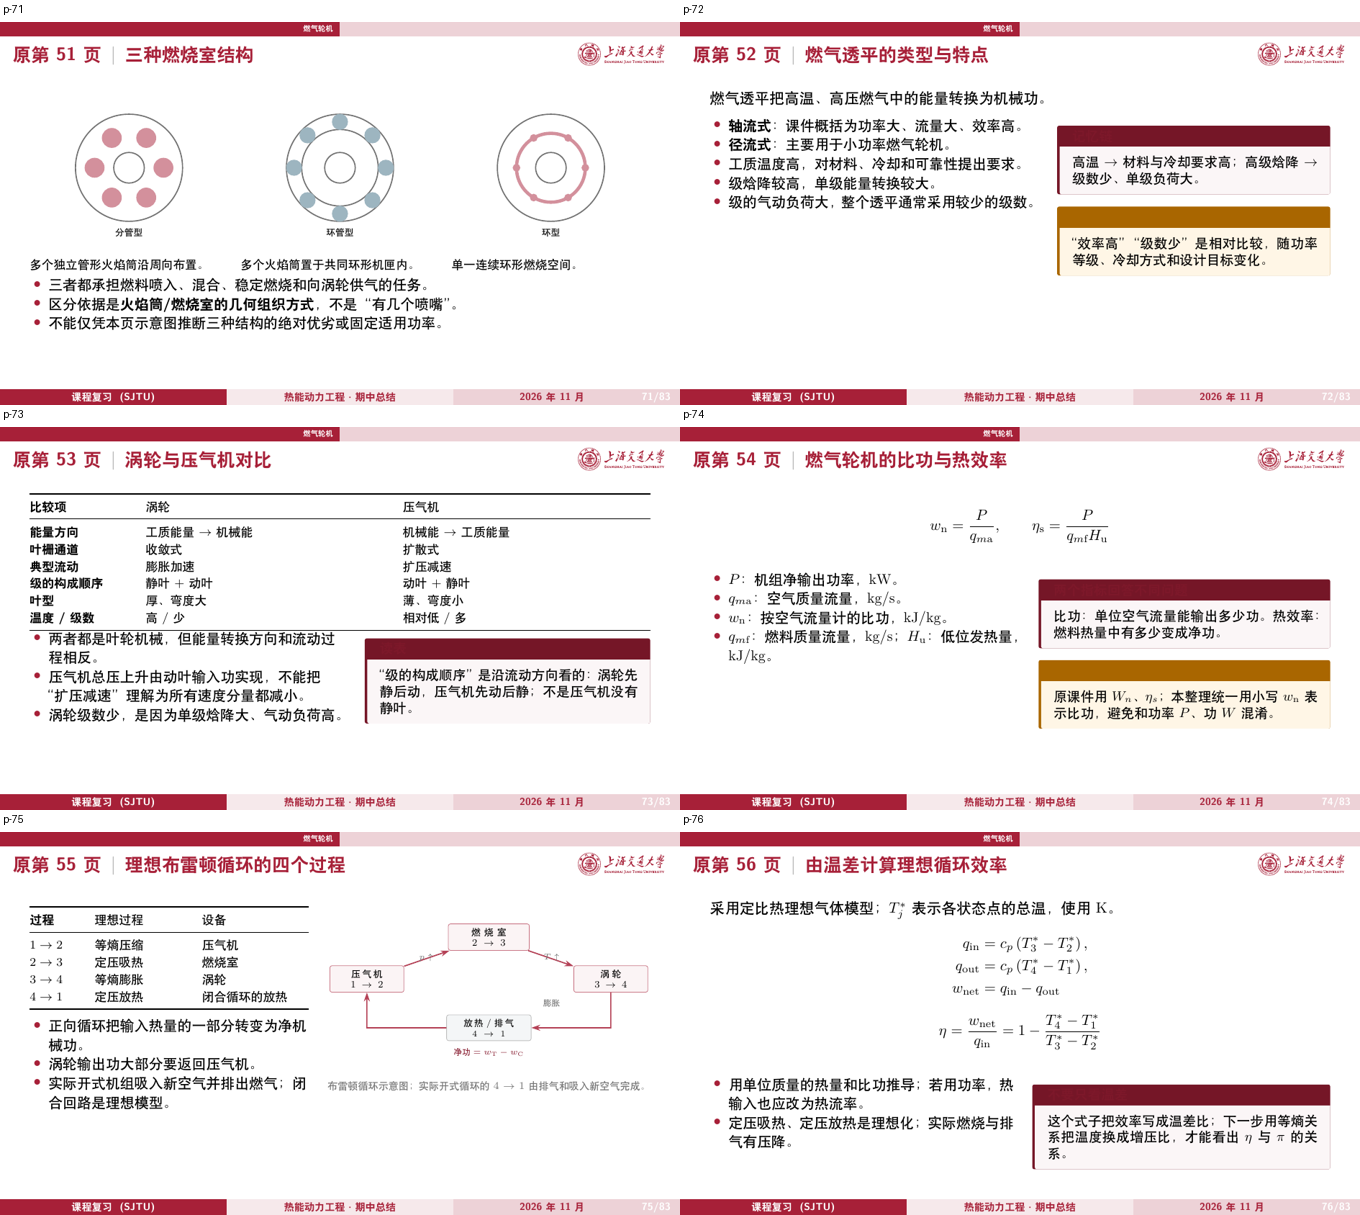 p-71
燃气轮机
原第 51 页 | 三种燃烧室结构
上海交通大学
SHANGHAI JIAO TONG UNIVERSITY
分管型
环管型
环型
多个独立管形火焰筒沿周向布置。
多个火焰筒置于共同环形机匣内。
单一连续环形燃烧空间。
• 三者都承担燃料喷入、混合、稳定燃烧和向涡轮供气的任务。
• 区分依据是火焰筒/燃烧室的几何组织方式，不是“有几个喷嘴”。
• 不能仅凭本页示意图推断三种结构的绝对优劣或固定适用功率。
课程复习 (SJTU)
热能动力工程 · 期中总结
2026 年 11 月
71/83
p-72
燃气轮机
原第 52 页 | 燃气透平的类型与特点
上海交通大学
SHANGHAI JIAO TONG UNIVERSITY
燃气透平把高温、高压燃气中的能量转换为机械功。
• 轴流式：课件概括为功率大、流量大、效率高。
• 径流式：主要用于小功率燃气轮机。
• 工质温度高，对材料、冷却和可靠性提出要求。
• 级焓降较高，单级能量转换较大。
• 级的气动负荷大，整个透平通常采用较少的级数。
高温 → 材料与冷却要求高；高级焓降 →
级数少、单级负荷大。
“效率高”“级数少”是相对比较，随功率
等级、冷却方式和设计目标变化。
课程复习 (SJTU)
热能动力工程 · 期中总结
2026 年 11 月
72/83
p-73
燃气轮机
原第 53 页 | 涡轮与压气机对比
上海交通大学
SHANGHAI JIAO TONG UNIVERSITY
比较项 涡轮 压气机
能量方向 工质能量 → 机械能 机械能 → 工质能量
叶栅通道 收敛式 扩散式
典型流动 膨胀加速 扩压减速
级的构成顺序 静叶 + 动叶 动叶 + 静叶
叶型 厚、弯度大 薄、弯度小
温度 / 级数 高 / 少 相对低 / 多
• 两者都是叶轮机械，但能量转换方向和流动过
程相反。
• 压气机总压上升由动叶输入功实现，不能把
“扩压减速”理解为所有速度分量都减小。
• 涡轮级数少，是因为单级焓降大、气动负荷高。
“级的构成顺序”是沿流动方向看的：涡轮先
静后动，压气机先动后静；不是压气机没有
静叶。
课程复习 (SJTU)
热能动力工程 · 期中总结
2026 年 11 月
73/83
p-74
燃气轮机
原第 54 页 | 燃气轮机的比功与热效率
上海交通大学
SHANGHAI JIAO TONG UNIVERSITY
w_n = P / q_ma, η_s = P / (q_mf H_u)
• P：机组净输出功率，kW。
• q_ma：空气质量流量，kg/s。
• w_n：按空气流量计的比功，kJ/kg。
• q_mf：燃料质量流量，kg/s；H_u：低位发热量，
kJ/kg。
比功：单位空气流量能输出多少功。热效率：
燃料热量中有多少变成净功。
原课件用 W_n、η_s；本整理统一用小写 w_n 表
示比功，避免和功率 P、功 W 混淆。
课程复习 (SJTU)
热能动力工程 · 期中总结
2026 年 11 月
74/83
p-75
燃气轮机
原第 55 页 | 理想布雷顿循环的四个过程
上海交通大学
SHANGHAI JIAO TONG UNIVERSITY
过程 理想过程 设备
1 → 2 等熵压缩 压气机
2 → 3 定压吸热 燃烧室
3 → 4 等熵膨胀 涡轮
4 → 1 定压放热 闭合循环的放热
• 正向循环把输入热量的一部分转变为净机
械功。
• 涡轮输出功大部分要返回压气机。
• 实际开式机组吸入新空气并排出燃气；闭
合回路是理想模型。
燃烧室
2 → 3
p↑
T↑
压气机
1 → 2
涡轮
3 → 4
膨胀
放热 / 排气
4 → 1
净功 = w_T − w_C
布雷顿循环示意图；实际开式循环的 4 → 1 由排气和吸入新空气完成。
课程复习 (SJTU)
热能动力工程 · 期中总结
2026 年 11 月
75/83
p-76
燃气轮机
原第 56 页 | 由温差计算理想循环效率
上海交通大学
SHANGHAI JIAO TONG UNIVERSITY
采用定比热理想气体模型；T_j^* 表示各状态点的总温，使用 K。
q_in = c_p (T_3^* − T_2^*),
q_out = c_p (T_4^* − T_1^*),
w_net = q_in − q_out
η = w_net / q_in = 1 − (T_4^* − T_1^*) / (T_3^* − T_2^*)
• 用单位质量的热量和比功推导；若用功率，热
输入也应改为热流率。
• 定压吸热、定压放热是理想化；实际燃烧与排
气有压降。
这个式子把效率写成温差比；下一步用等熵关
系把温度换成增压比，才能看出 η 与 π 的关
系。
课程复习 (SJTU)
热能动力工程 · 期中总结
2026 年 11 月
76/83